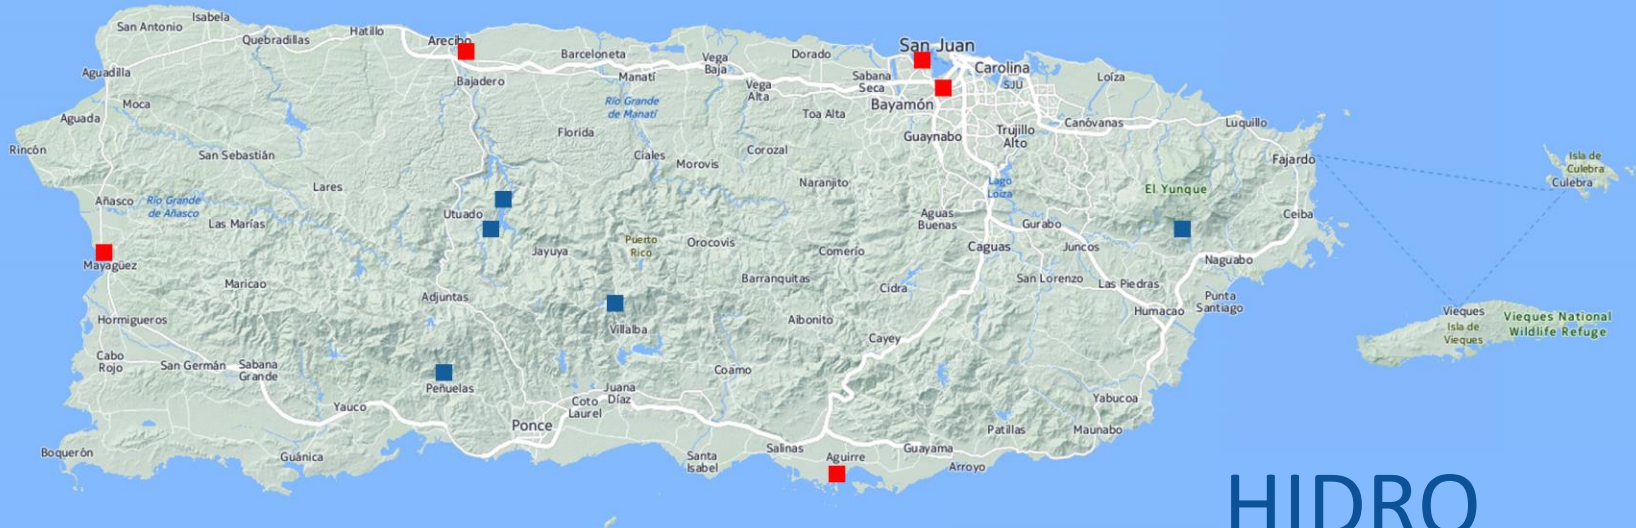 Isabela
San Antonio
Quebradillas
Hatillo
Arecibo
Barceloneta
Vega
Baja
Dorado
San Juan
Carolina
SJU
Loíza
Aguadilla
Bajadero
Manatí
Vega
Alta
Sabana
Seca
Bayamón
Moca
Río Grande
de Manatí
Toa Alta
Canóvanas
Luquillo
Aguada
Florida
Guaynabo
Trujillo
Alto
Rincón
San Sebastián
Ciales
Morovis
Corozal
Fajardo
Isla de
Culebra
Culebra
Lares
Naranjito
Lago
Loíza
El Yunque
Añasco
Río Grande
de Añasco
Las Marías
Utuado
Aguas
Buenas
Gurabo
Ceiba
Jayuya
Puerto
Rico
Orocovis
Comerío
Caguas
Juncos
Naguabo
Mayagüez
Maricao
Barranquitas
Cidra
San Lorenzo
Las Piedras
Adjuntas
Punta
Santiago
Hormigueros
Villalba
Aibonito
Humacao
Vieques
Isla de
Vieques
Vieques National
Wildlife Refuge
Cayey
Cabo
Rojo
San Germán
Sabana
Grande
Peñuelas
Coamo
Juana
Díaz
Coto
Laurel
Yauco
Yabucoa
Ponce
Patillas
Maunabo
Boquerón
Guánica
Santa
Isabel
Salinas
Aguirre
Guayama
Arroyo
HIDRO